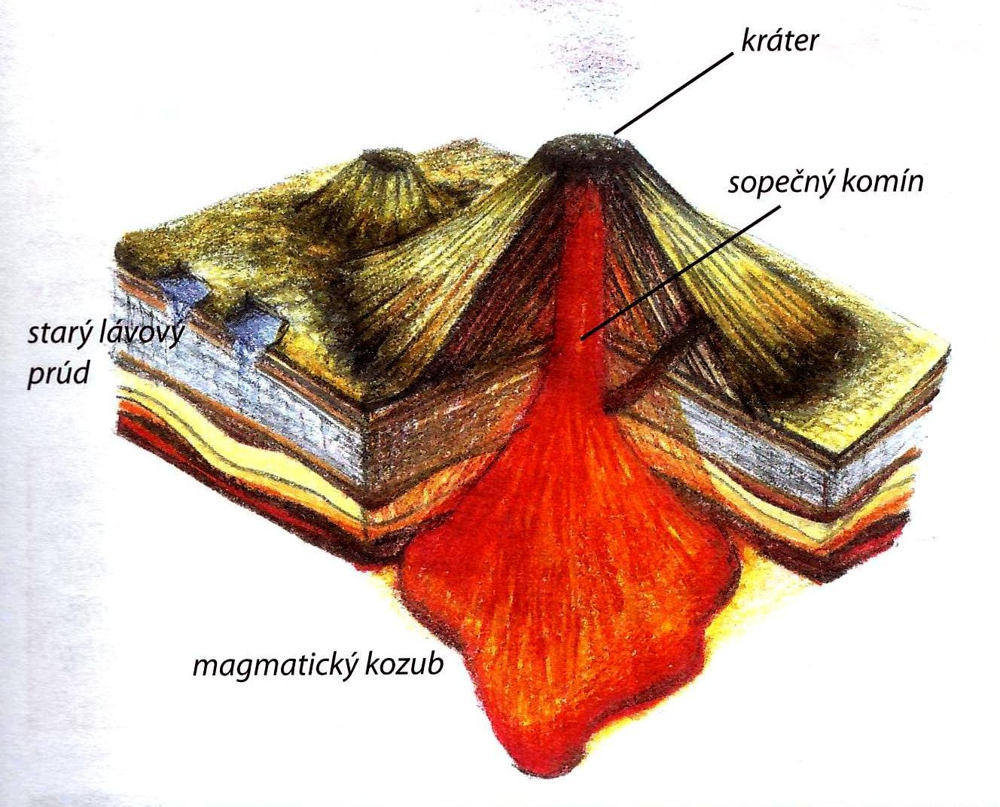 kráter
sopečný komín
starý lávový
prúd
magmatický kozub